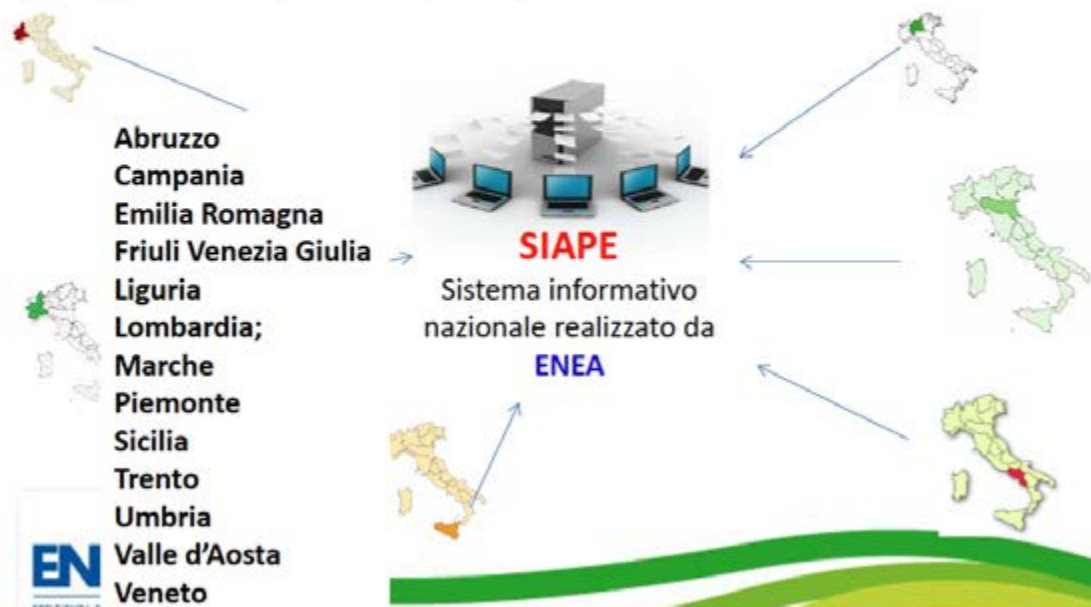 Abruzzo
Campania
Emilia Romagna
Friuli Venezia Giulia
Liguria
Lombardia;
Marche
Piemonte
Sicilia
Trento
Umbria
Valle d'Aosta
Veneto
SIAPE
Sistema informativo
nazionale realizzato da
ENEA
EN